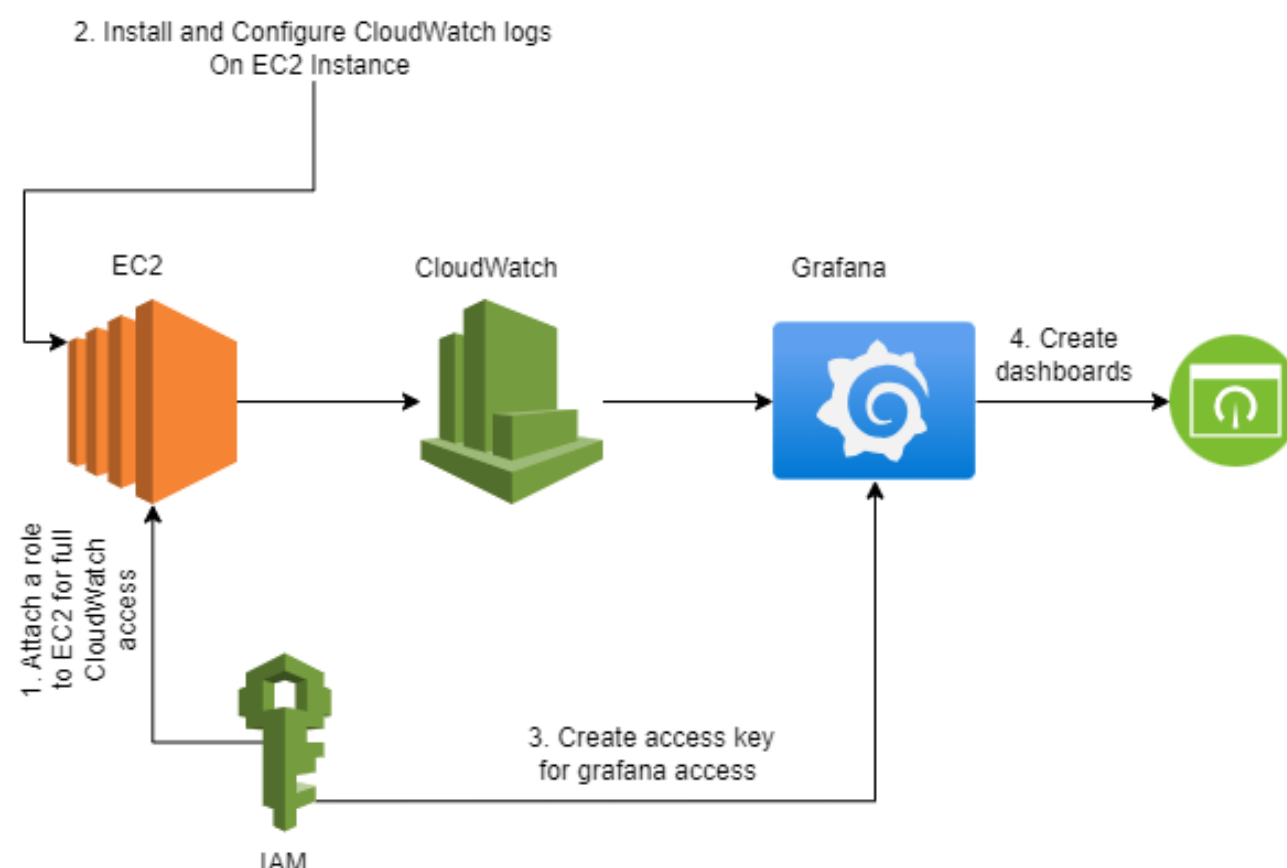 2. Install and Configure CloudWatch logs
On EC2 Instance
EC2
CloudWatch
Grafana
4. Create
dashboards
1. Attach a role
to EC2 for full
CloudWatch
access
3. Create access key
for grafana access
IAM